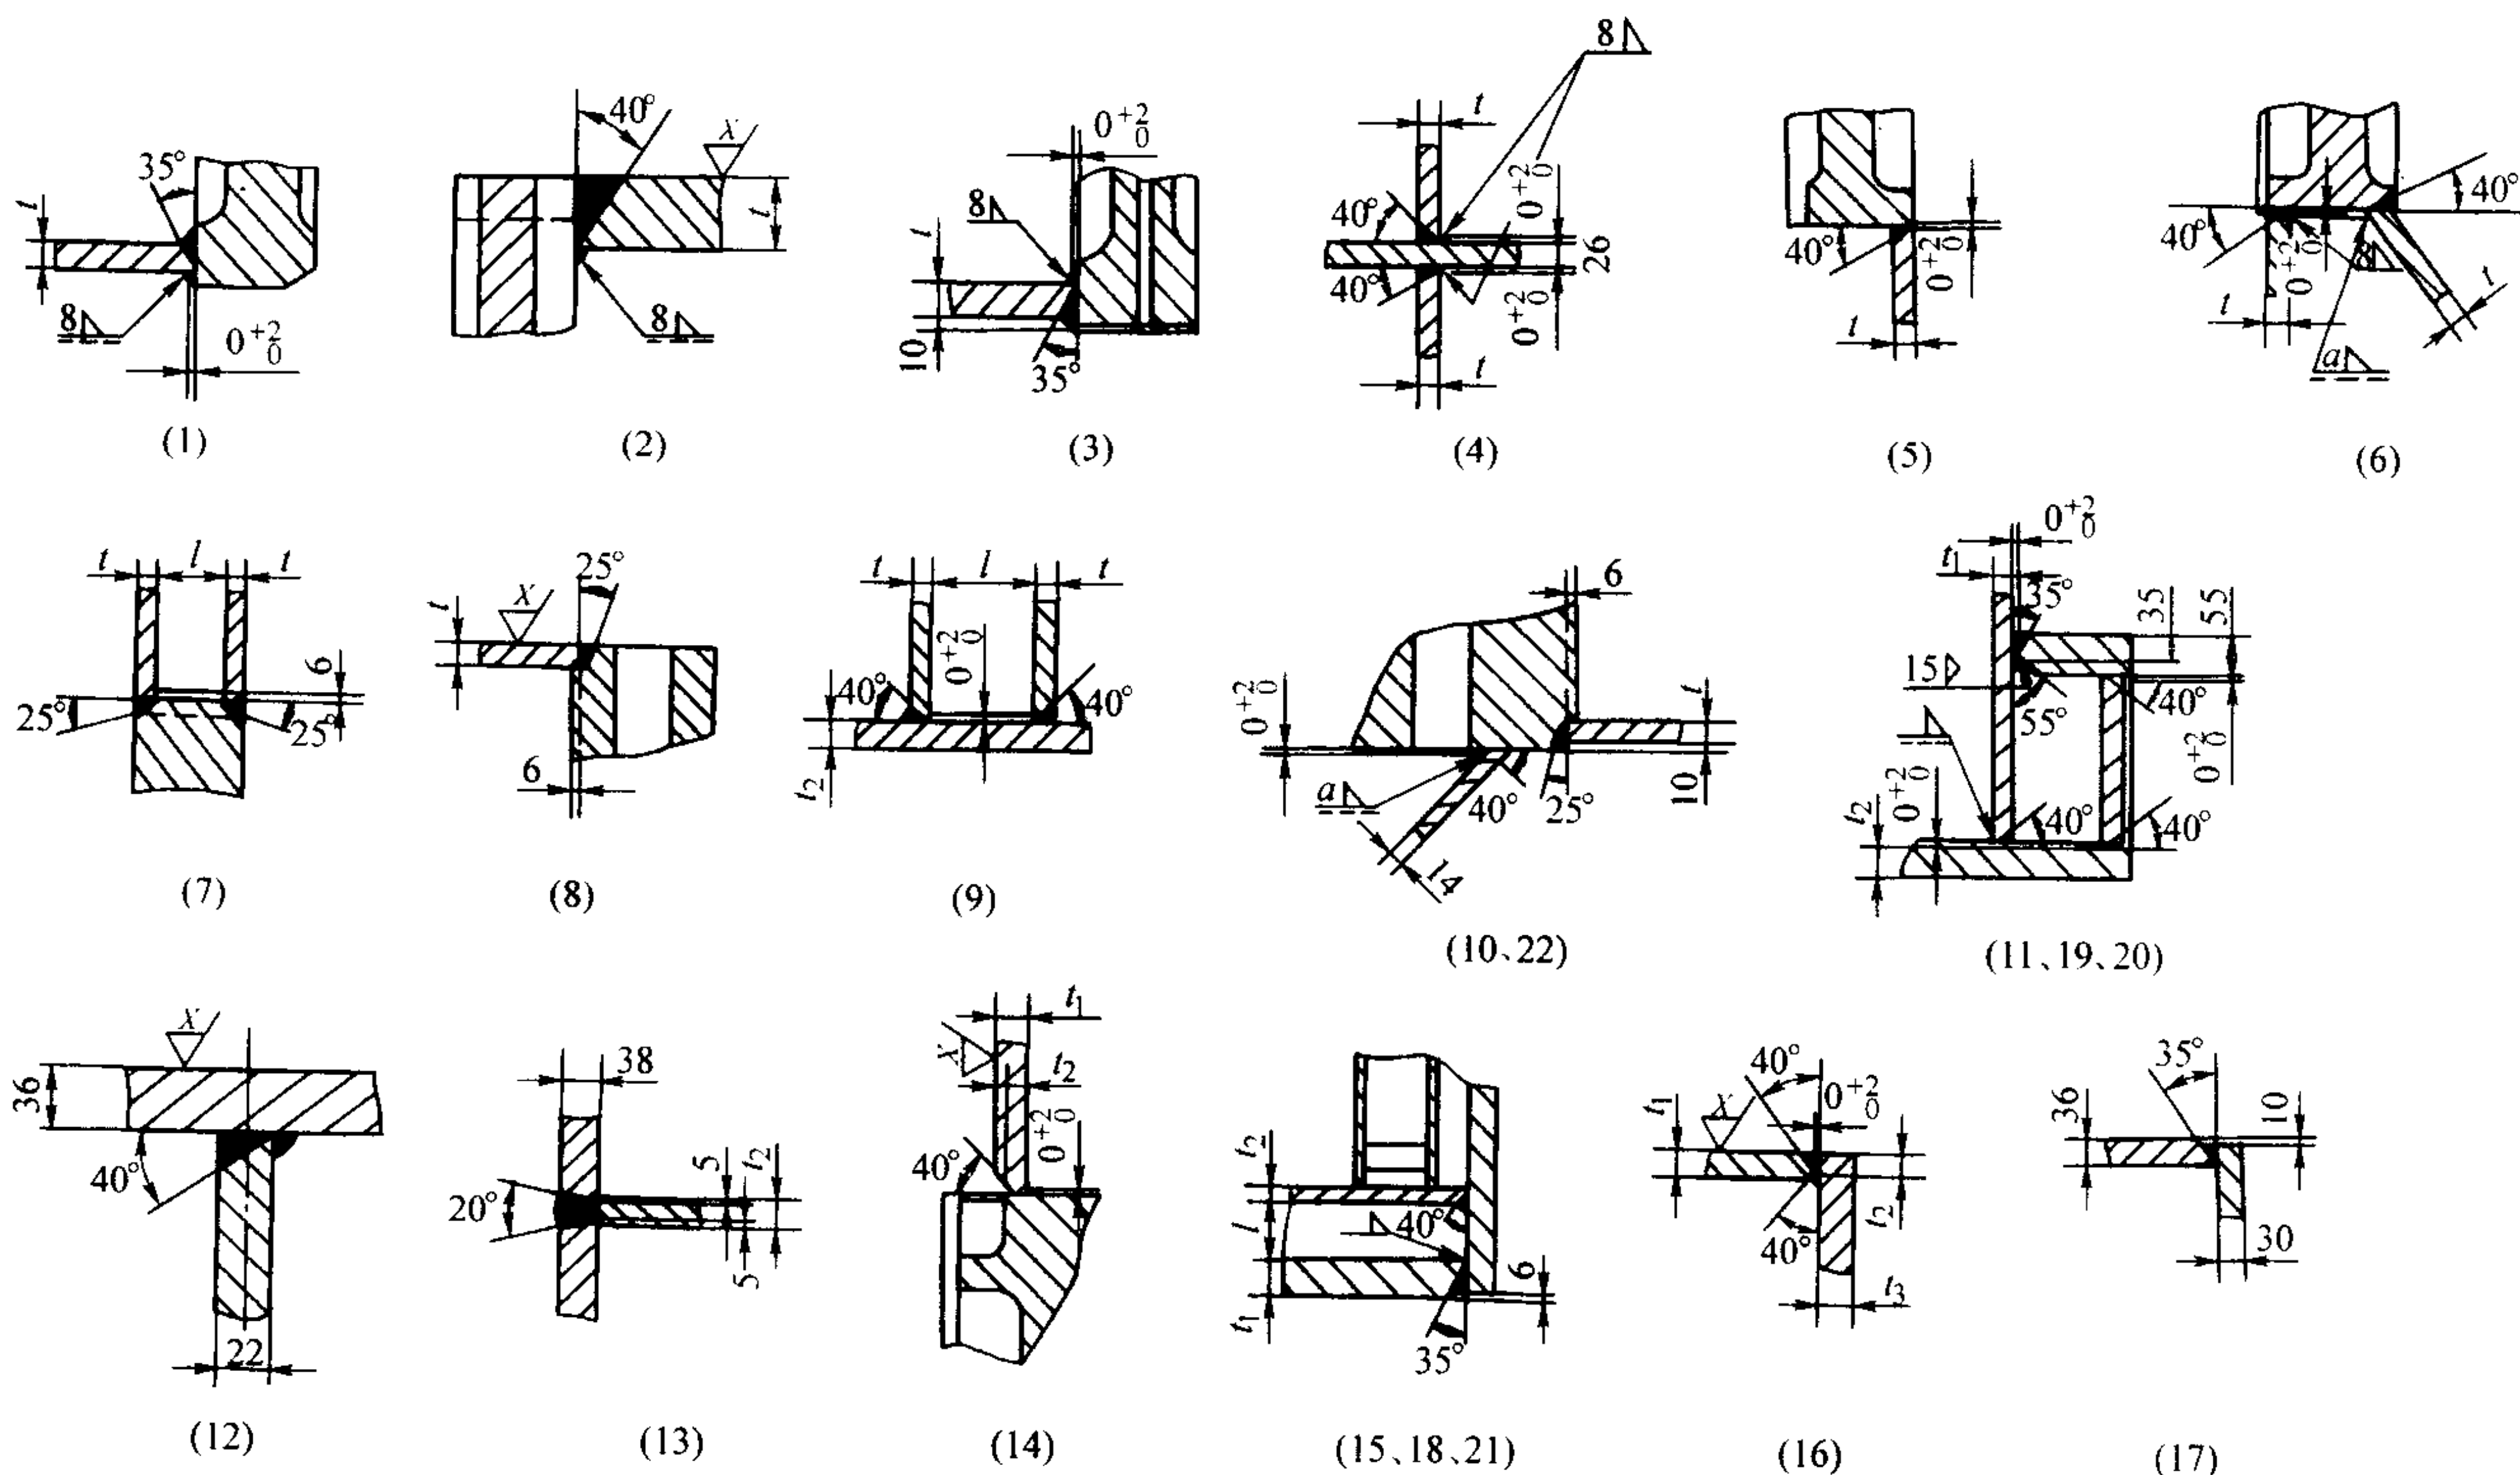 35° t 8 0+2 0 (1)
40° X t 8 (2)
0+2 0 8 t 10 35° (3)
8 t 40° 0+2 0 26 40° 0+2 0 t (4)
40° 0+2 0 t (5)
40° 40° 0+2 0 8 t a t (6)
t l t 6 25° 25° (7)
25° X t 6 (8)
t l t 40° 0+2 0 40° t2 (9)
6 0+2 0 t a 40° 25° 10 14 (10、22)
0+2 0 t1 35° 35 55 15 55° 40° 0+2 0 t2 0+2 0 40° 40° (11、19、20)
X 36 40° 22 (12)
38 20° 5 t2 5 (13)
t1 X t2 40° 0+2 0 (14)
t2 l 40° t1 6 35° (15、18、21)
40° 0+2 0 t1 X t2 40° t3 (16)
35° 36 10 30 (17)